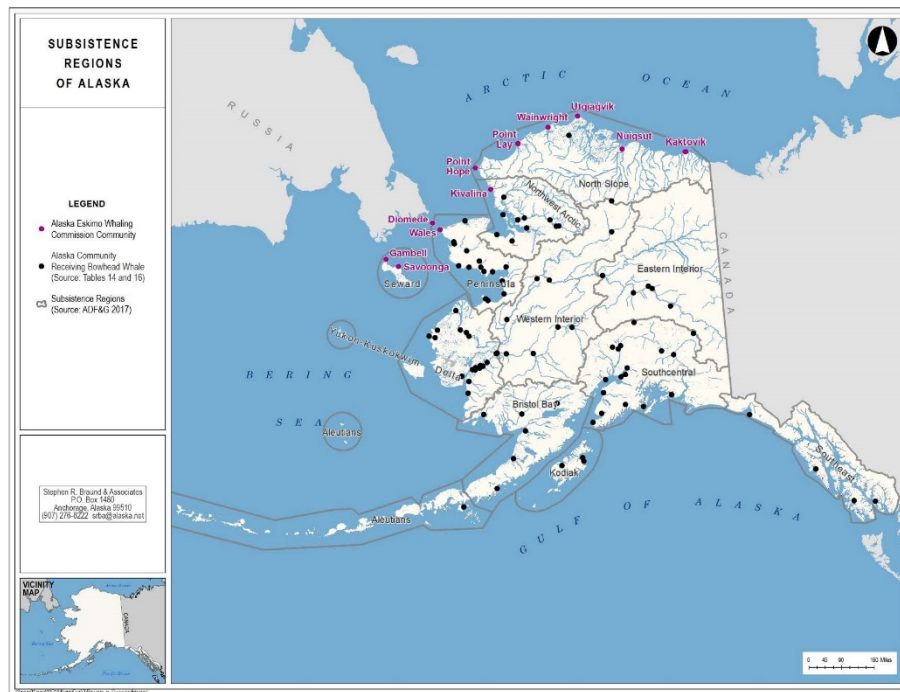 SUBSISTENCE
REGIONS
OF ALASKA
LEGEND
Alaska Eskimo Whaling
Commission Community
Alaska Community
Receiving Bowhead Whale
(Source: Tables 14 and 16)
Subsistence Regions
(Source: ADF&G 2017)
Stephen R. Braund & Associates
P.O. Box 1480
Anchorage, Alaska 99510
(907) 276-8222 srba@alaska.net
VICINITY
MAP
CANADA
ARCTIC OCEAN
RUSSIA
Utqiagvik
Wainwright
Point
Lay
Nuiqsut
Kaktovik
Point
Hope
North Slope
Kivalina
Northwest Arctic
Diomede
Wales
CANADA
Gambell
Savoonga
Seward
Peninsula
Eastern Interior
Western Interior
Yukon-Kuskokwim
Delta
Southcentral
BERING
SEA
Bristol Bay
Aleutians
Kodiak
Southeast
Aleutians
GULF OF ALASKA
0 45 90 180 Miles